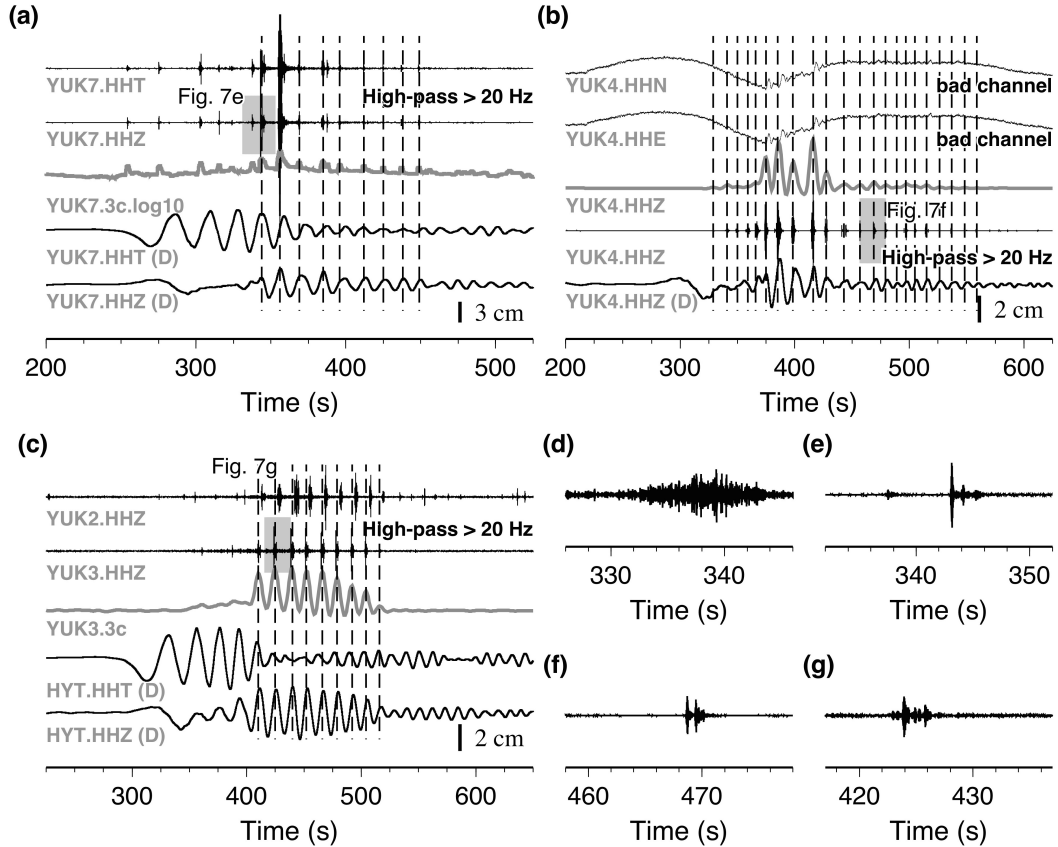 (a)
YUK7.HHT
Fig. 7e
High-pass > 20 Hz
YUK7.HHZ
YUK7.3c.log10
YUK7.HHT (D)
YUK7.HHZ (D)
3 cm
200 300 400 500
Time (s)
(b)
YUK4.HHN
bad channel
YUK4.HHE
bad channel
YUK4.HHZ
Fig. 7f
YUK4.HHZ
High-pass > 20 Hz
YUK4.HHZ (D)
2 cm
200 300 400 500 600
Time (s)
(c)
Fig. 7g
YUK2.HHZ
High-pass > 20 Hz
YUK3.HHZ
YUK3.3c
HYT.HHT (D)
HYT.HHZ (D)
2 cm
300 400 500 600
Time (s)
(d)
330 340
Time (s)
(e)
340 350
Time (s)
(f)
460 470
Time (s)
(g)
420 430
Time (s)